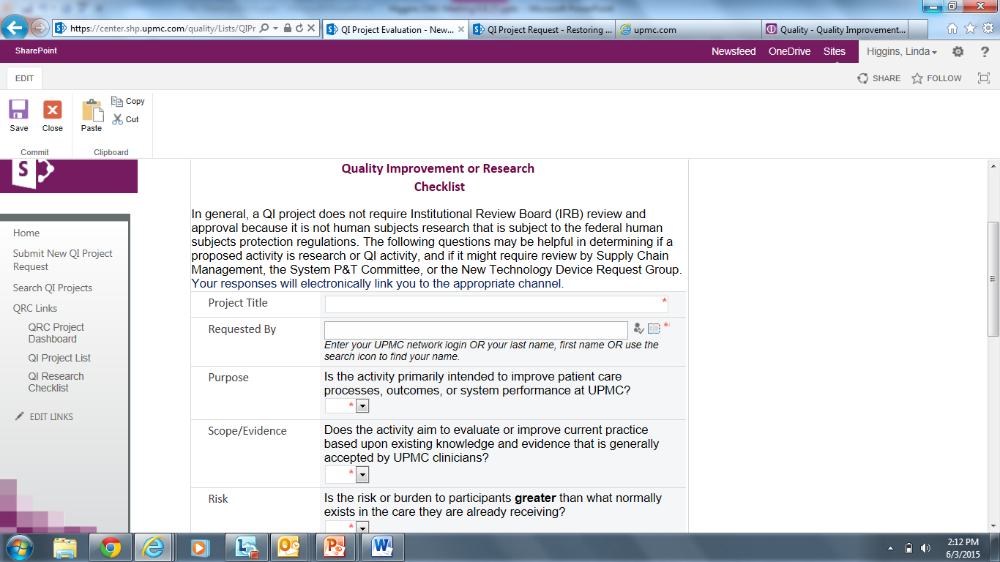 https://center.shp.upmc.com/quality/Lists/QIPr
QI Project Evaluation - New...
QI Project Request - Restoring ...
upmc.com
Quality - Quality Improvement...
SharePoint
Newsfeed
OneDrive
Sites
Higgins, Linda
?
EDIT
SHARE
FOLLOW
Save
Close
Paste
Copy
Cut
Commit
Clipboard
S
Home
Submit New QI Project
Request
Search QI Projects
QRC Links
QRC Project
Dashboard
QI Project List
QI Research
Checklist
EDIT LINKS
Quality Improvement or Research
Checklist
In general, a QI project does not require Institutional Review Board (IRB) review and
approval because it is not human subjects research that is subject to the federal human
subjects protection regulations. The following questions may be helpful in determining if a
proposed activity is research or QI activity, and if it might require review by Supply Chain
Management, the System P&T Committee, or the New Technology Device Request Group.
Your responses will electronically link you to the appropriate channel.
Project Title
*
Requested By
*
Enter your UPMC network login OR your last name, first name OR use the
search icon to find your name.
Purpose
Is the activity primarily intended to improve patient care
processes, outcomes, or system performance at UPMC?
*
Scope/Evidence
Does the activity aim to evaluate or improve current practice
based upon existing knowledge and evidence that is generally
accepted by UPMC clinicians?
*
Risk
Is the risk or burden to participants greater than what normally
exists in the care they are already receiving?
*
2:12 PM
6/3/2015